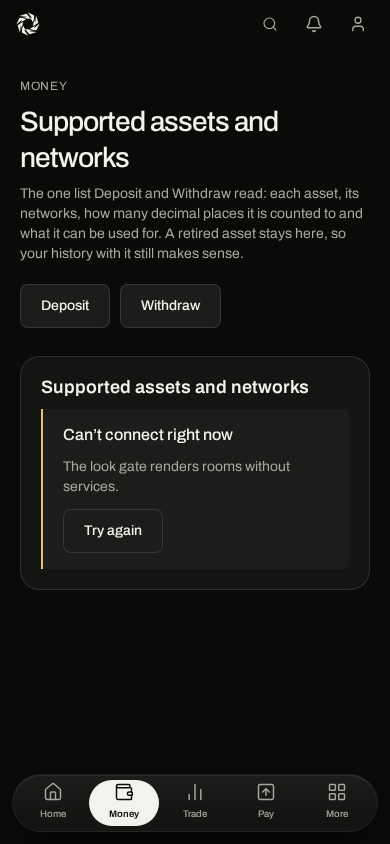 MONEY
Supported assets and
networks
The one list Deposit and Withdraw read: each asset, its
networks, how many decimal places it is counted to and
what it can be used for. A retired asset stays here, so
your history with it still makes sense.
Deposit
Withdraw
Supported assets and networks
Can’t connect right now
The look gate renders rooms without
services.
Try again
Home
Money
Trade
Pay
More